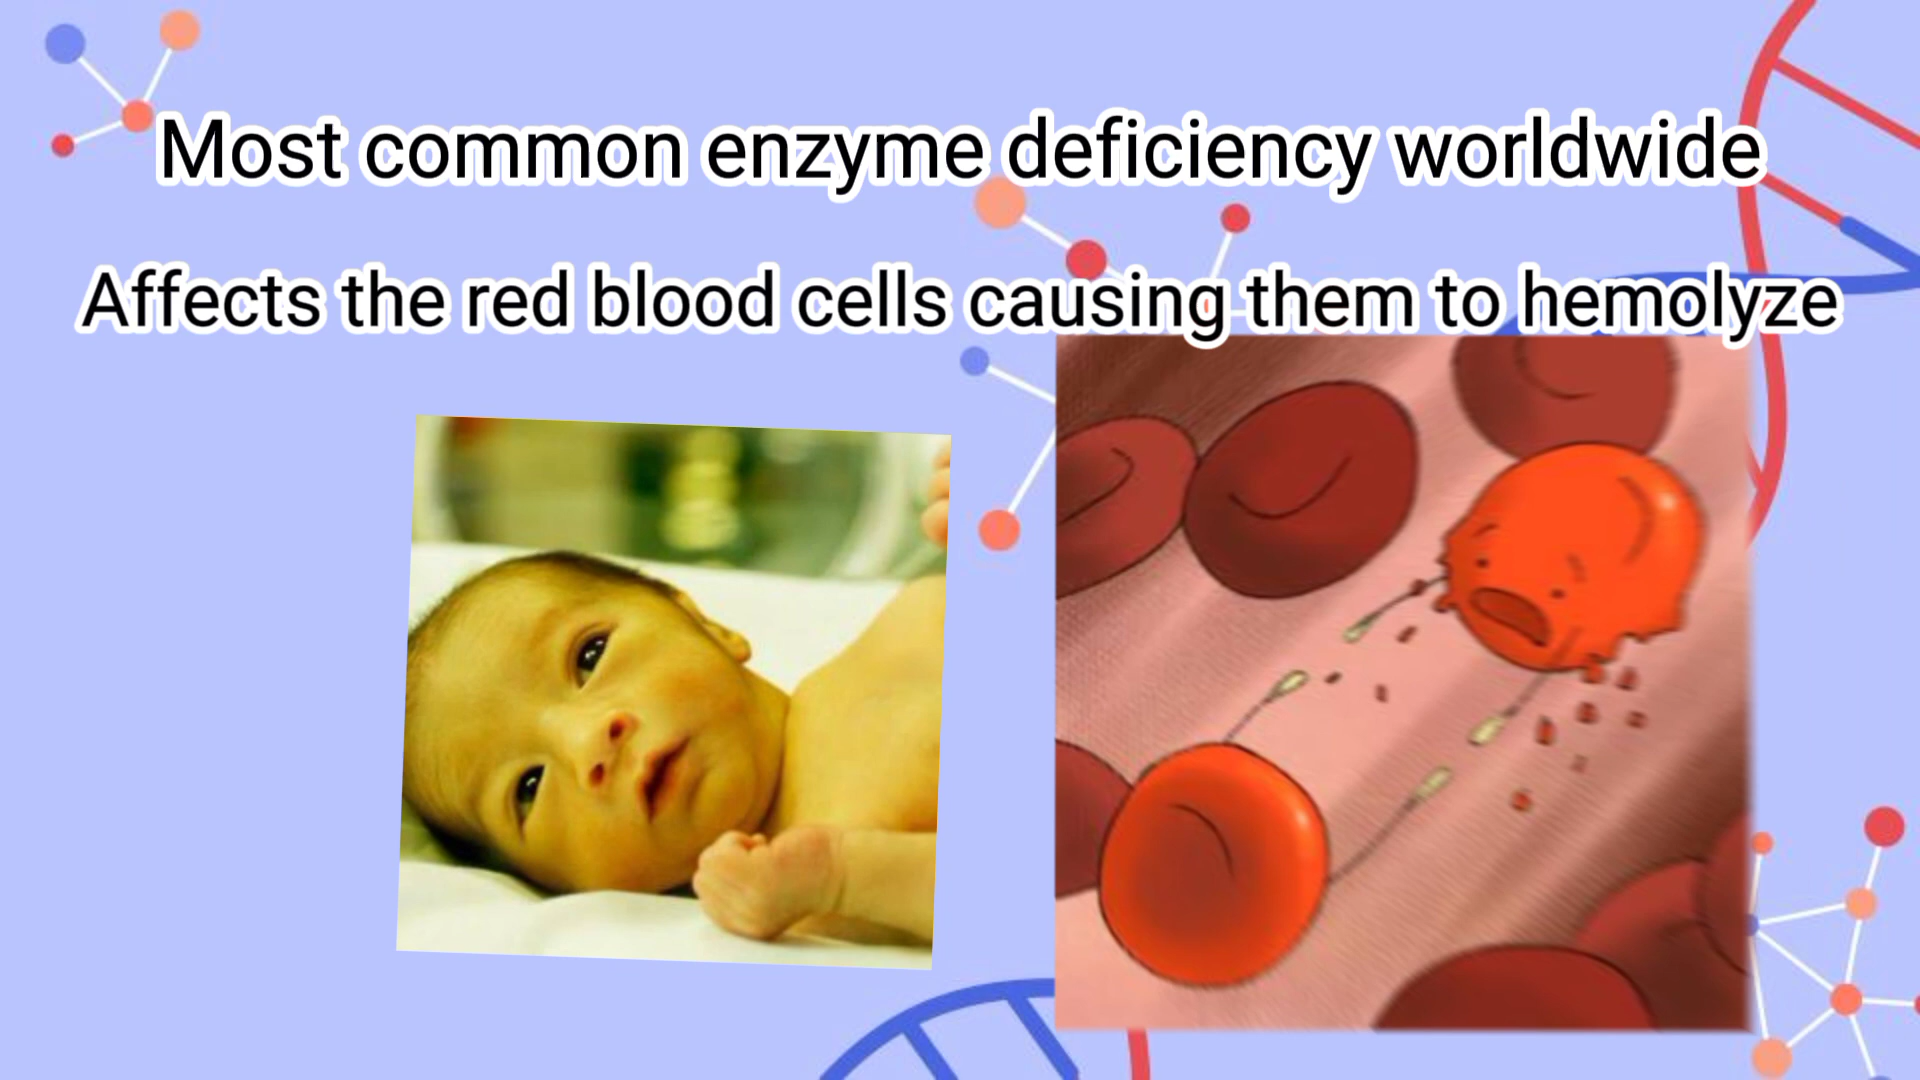 Most common enzyme deficiency worldwide
Affects the red blood cells causing them to hemolyze